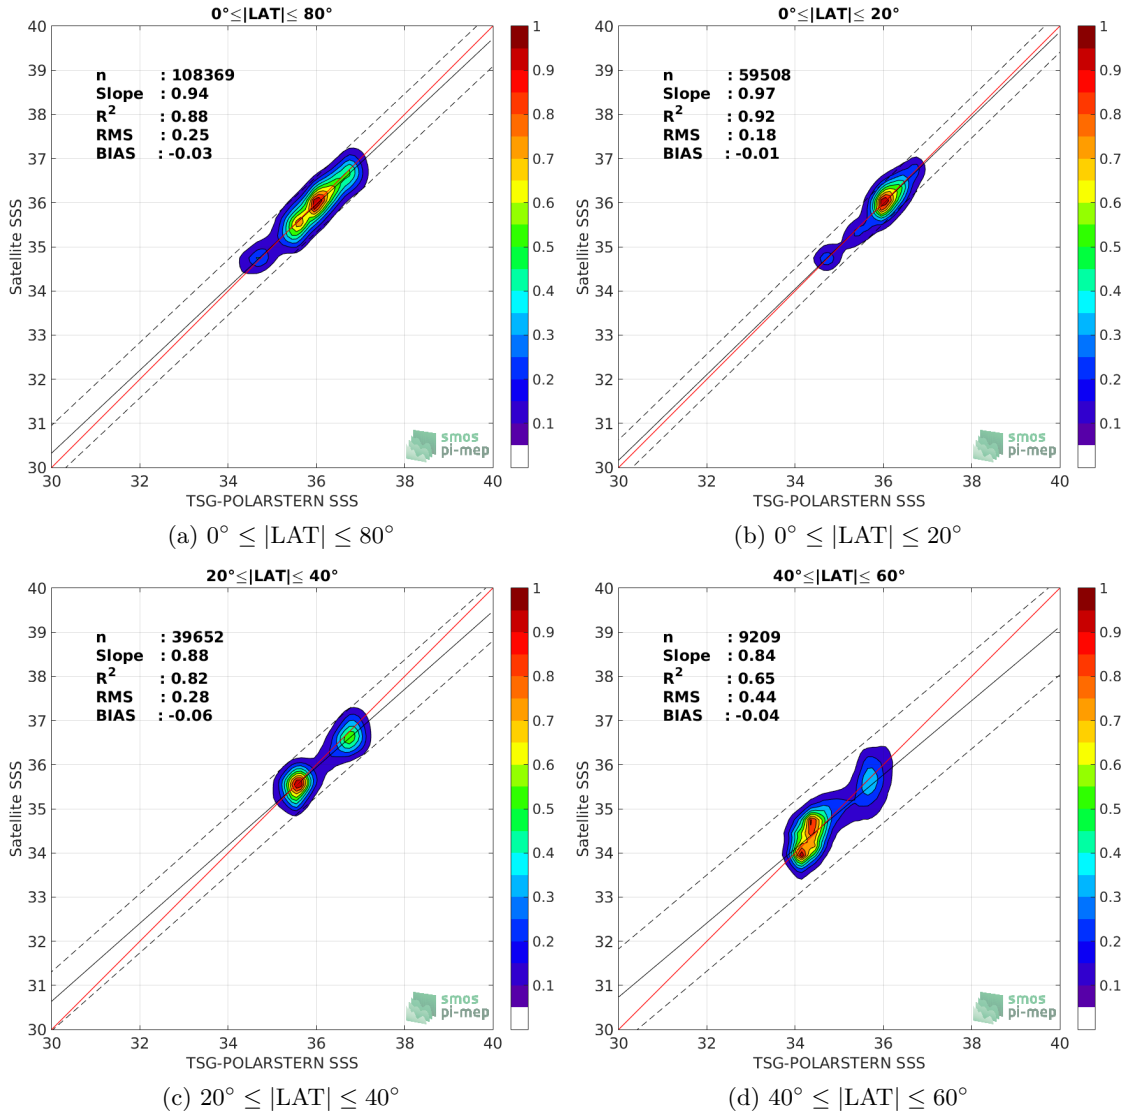 0°≤|LAT|≤ 80°
40
39
38
37
36
35
34
33
32
31
30
Satellite SSS
n : 108369
Slope : 0.94
R² : 0.88
RMS : 0.25
BIAS : -0.03
smos
pi-mep
30 32 34 36 38 40
TSG-POLARSTERN SSS
1
0.9
0.8
0.7
0.6
0.5
0.4
0.3
0.2
0.1
(a) 0° ≤ |LAT| ≤ 80°
0°≤|LAT|≤ 20°
40
39
38
37
36
35
34
33
32
31
30
Satellite SSS
n : 59508
Slope : 0.97
R² : 0.92
RMS : 0.18
BIAS : -0.01
smos
pi-mep
30 32 34 36 38 40
TSG-POLARSTERN SSS
1
0.9
0.8
0.7
0.6
0.5
0.4
0.3
0.2
0.1
(b) 0° ≤ |LAT| ≤ 20°
20°≤|LAT|≤ 40°
40
39
38
37
36
35
34
33
32
31
30
Satellite SSS
n : 39652
Slope : 0.88
R² : 0.82
RMS : 0.28
BIAS : -0.06
smos
pi-mep
30 32 34 36 38 40
TSG-POLARSTERN SSS
1
0.9
0.8
0.7
0.6
0.5
0.4
0.3
0.2
0.1
(c) 20° ≤ |LAT| ≤ 40°
40°≤|LAT|≤ 60°
40
39
38
37
36
35
34
33
32
31
30
Satellite SSS
n : 9209
Slope : 0.84
R² : 0.65
RMS : 0.44
BIAS : -0.04
smos
pi-mep
30 32 34 36 38 40
TSG-POLARSTERN SSS
1
0.9
0.8
0.7
0.6
0.5
0.4
0.3
0.2
0.1
(d) 40° ≤ |LAT| ≤ 60°